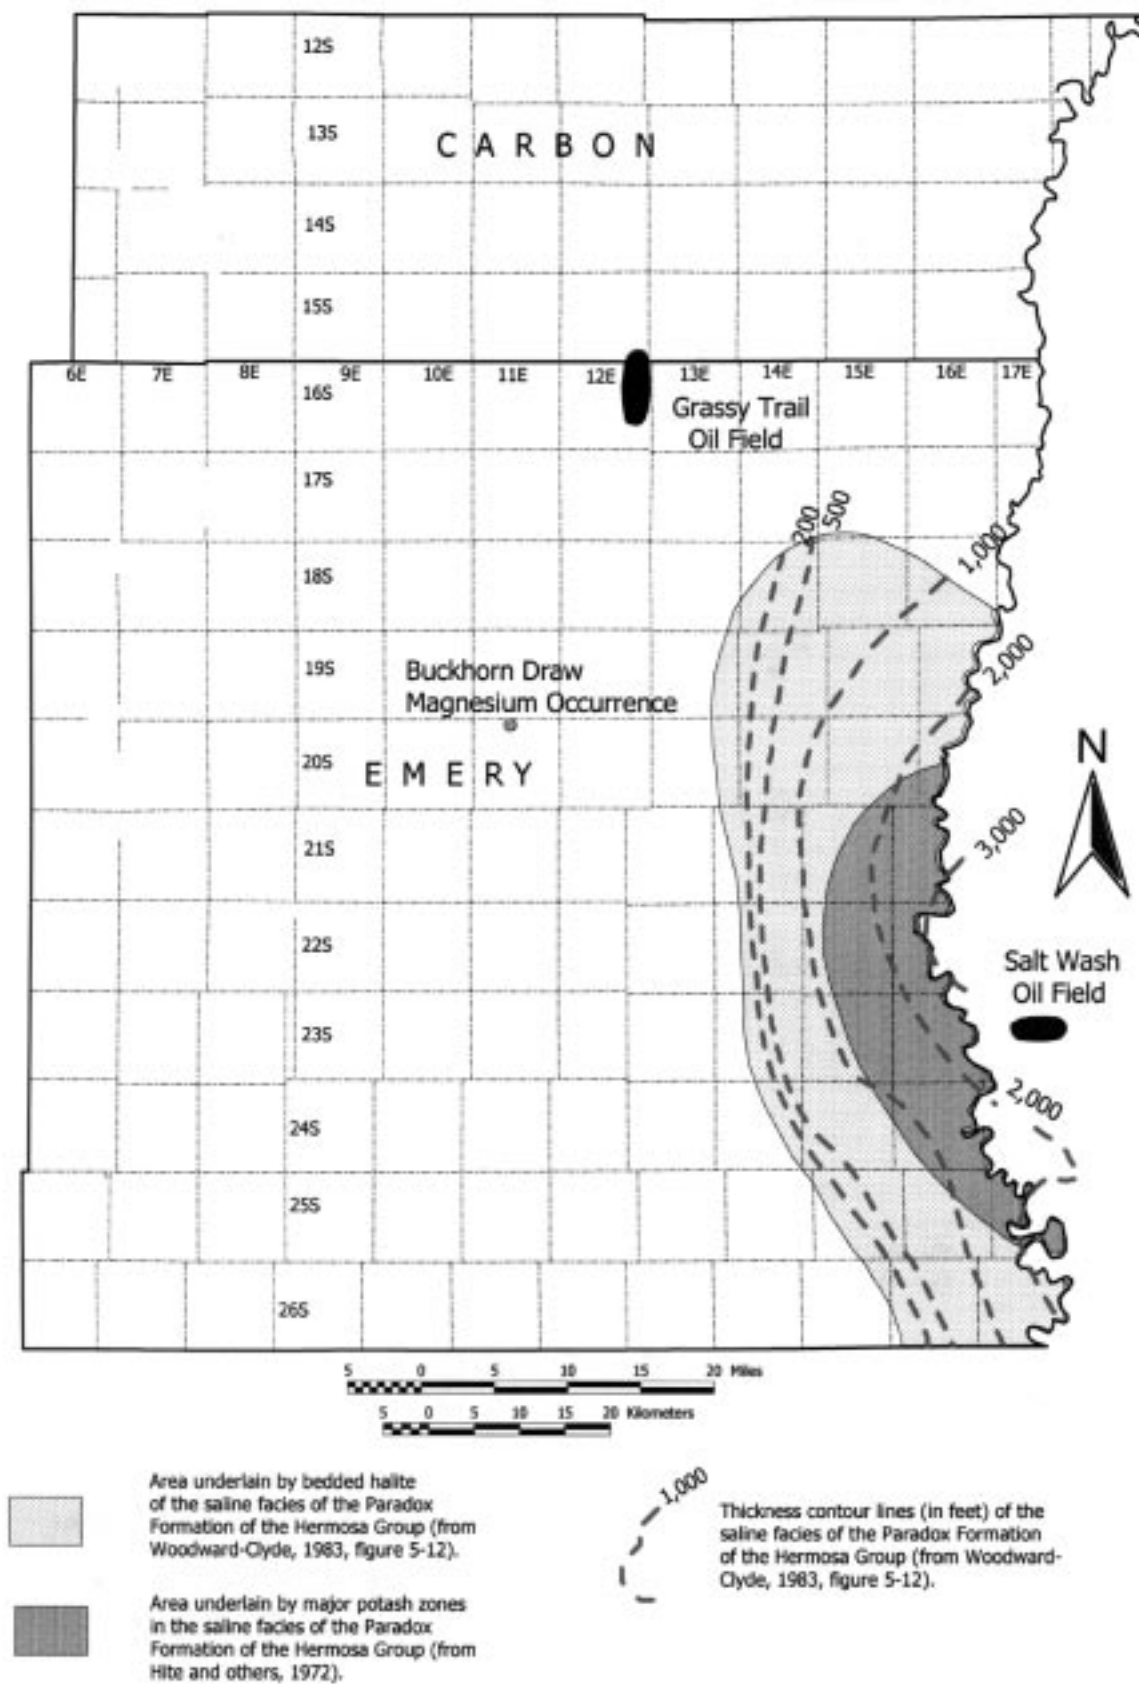 12S
13S
CARBON
14S
15S
6E 7E 8E 9E 10E 11E 12E 13E 14E 15E 16E 17E
16S
Grassy Trail
Oil Field
17S
200
500
1,000
18S
19S
Buckhorn Draw
Magnesium Occurrence
2,000
N
20S
EMERY
21S
3,000
22S
Salt Wash
Oil Field
23S
2,000
24S
25S
26S
5 0 5 10 15 20 Miles
5 0 5 10 15 20 Kilometers
Area underlain by bedded halite
of the saline facies of the Paradox
Formation of the Hermosa Group (from
Woodward-Clyde, 1983, figure 5-12).
1,000
Thickness contour lines (in feet) of the
saline facies of the Paradox Formation
of the Hermosa Group (from Woodward-
Clyde, 1983, figure 5-12).
Area underlain by major potash zones
in the saline facies of the Paradox
Formation of the Hermosa Group (from
Hite and others, 1972).